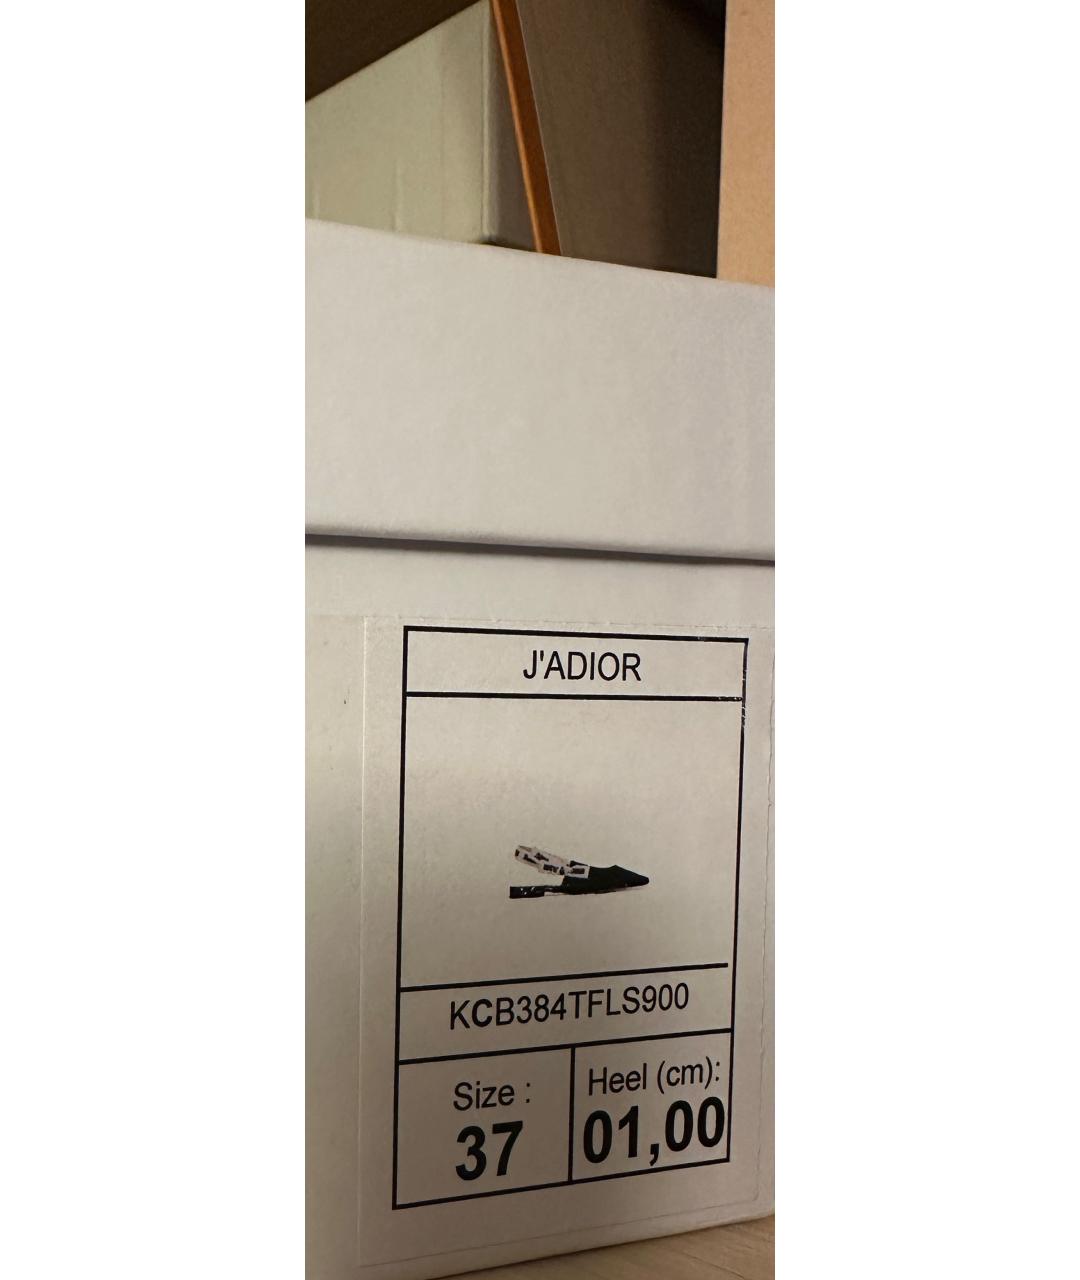 J'ADIOR
KCB384TFLS900
Size :
37
Heel (cm):
01,00